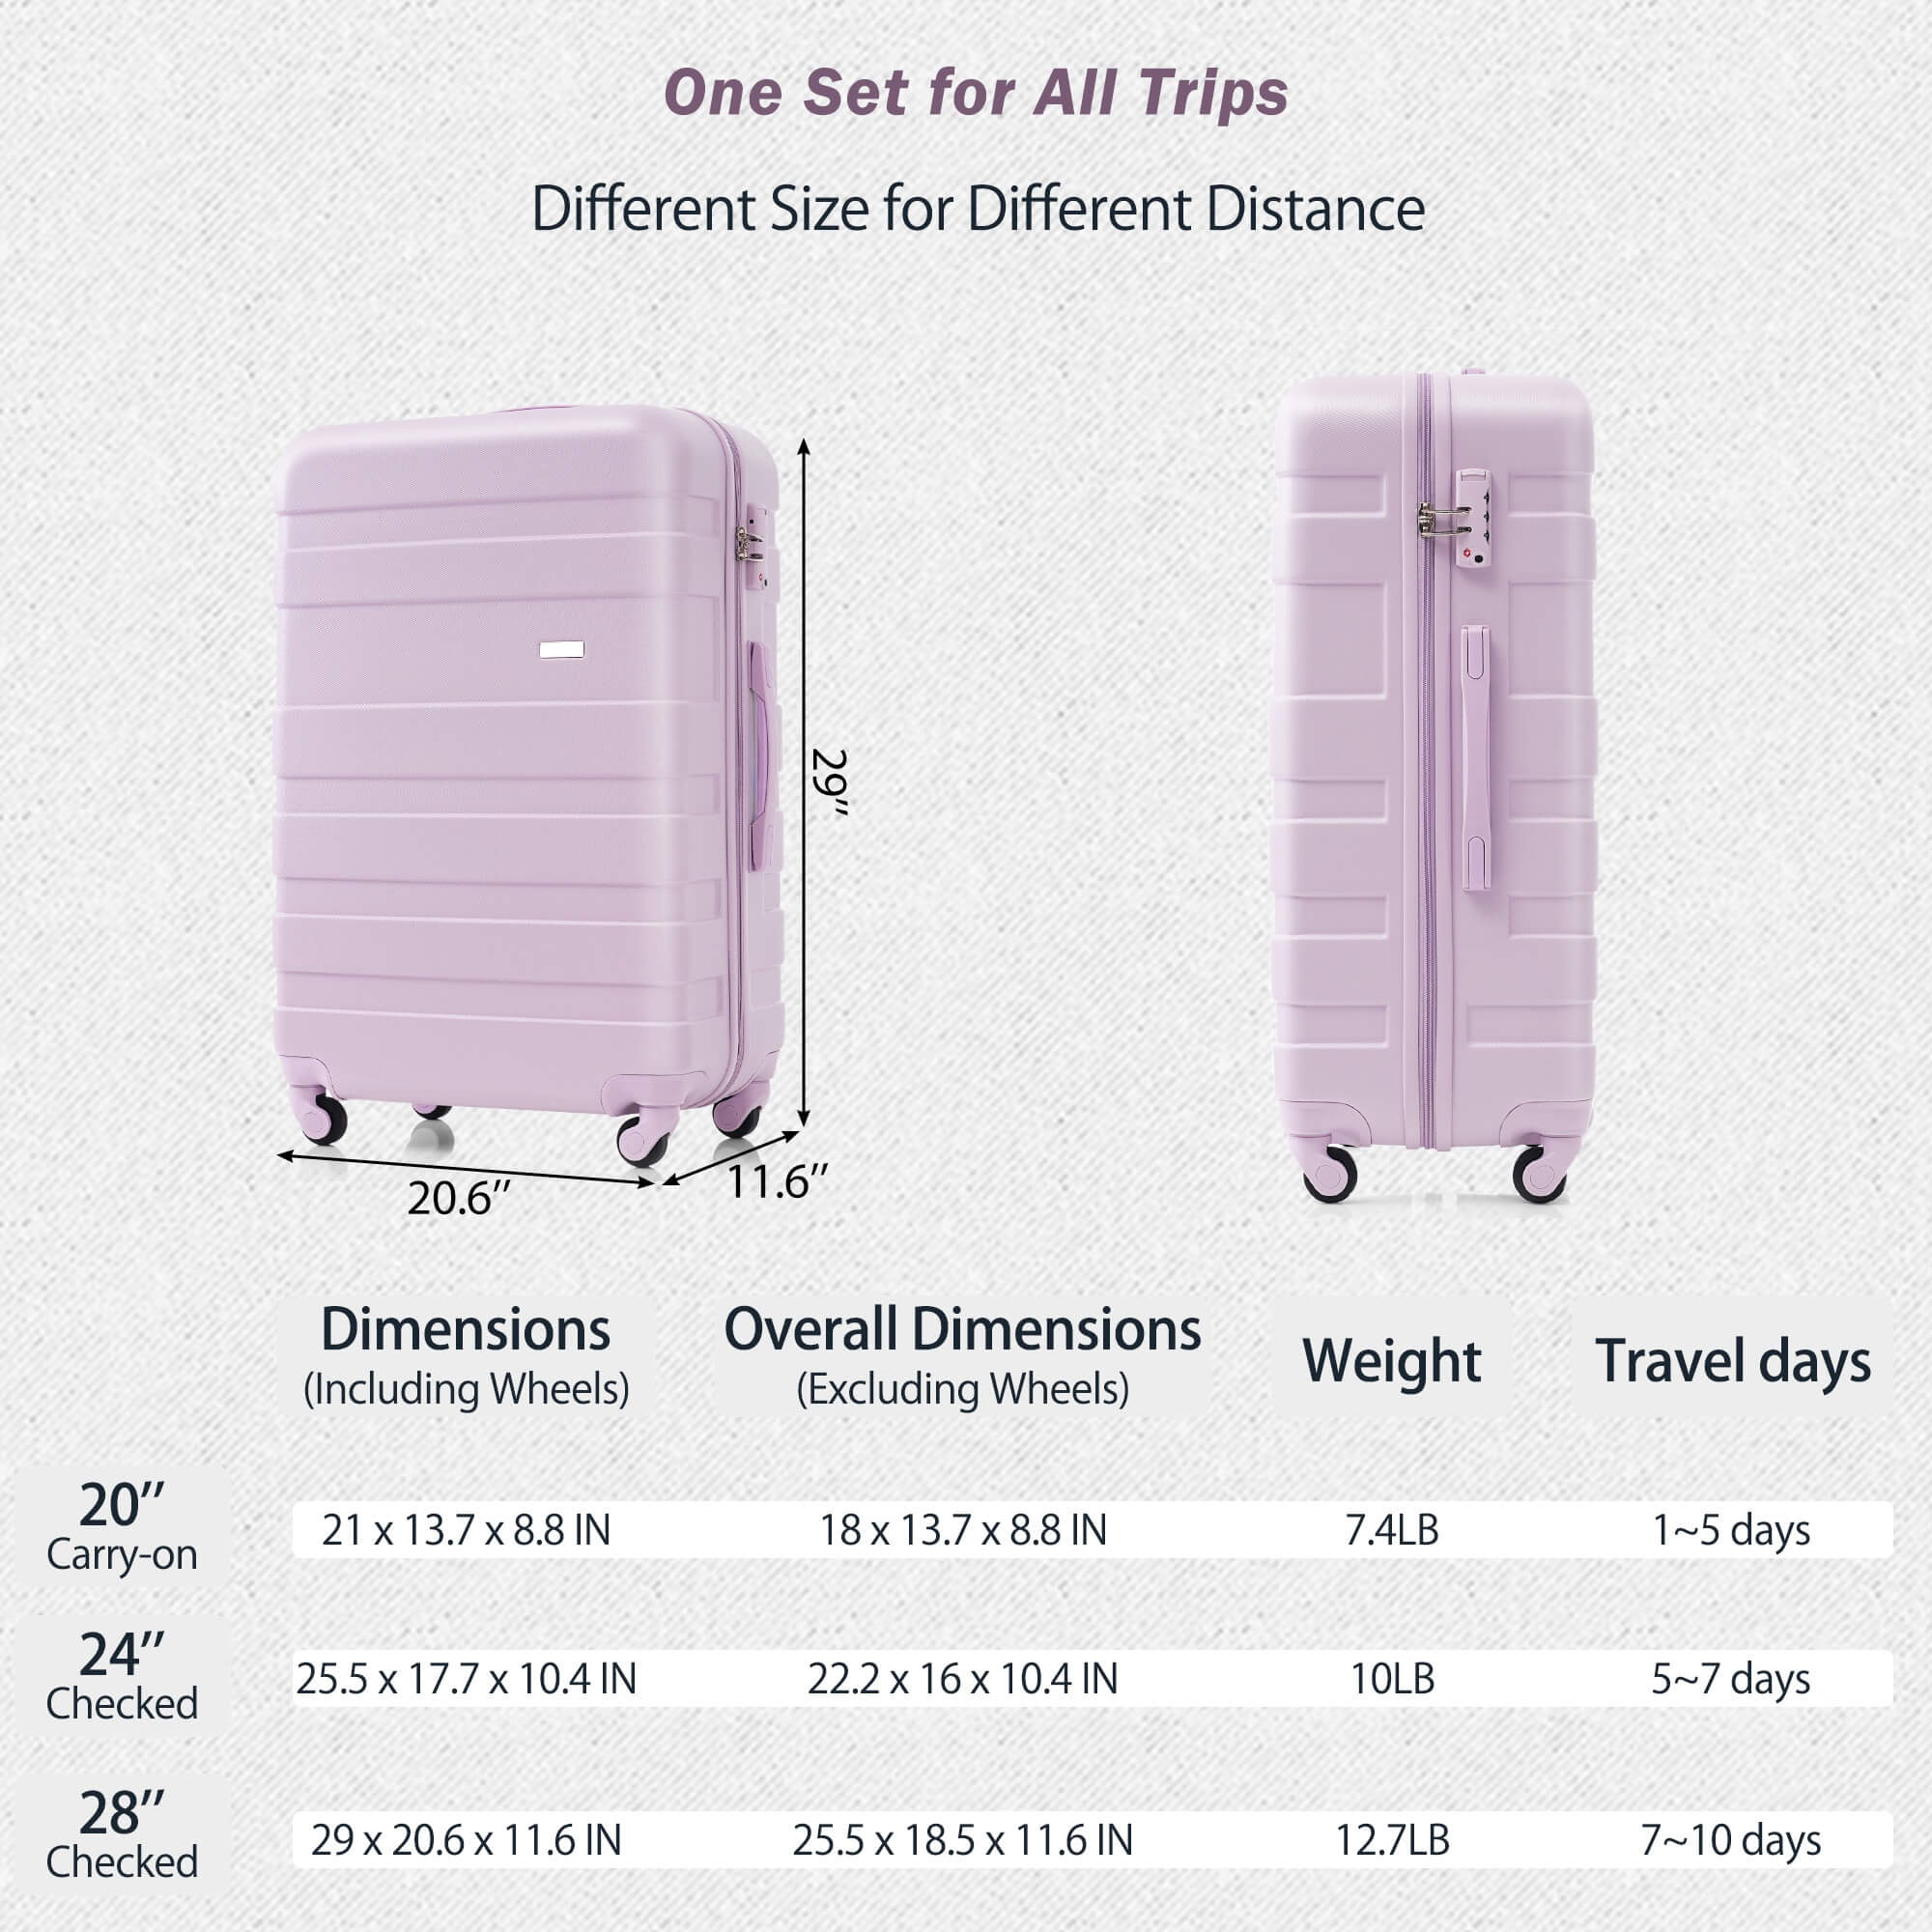 One Set for All Trips
Different Size for Different Distance
29’’
20.6’’
11.6’’
Dimensions
(Including Wheels)
Overall Dimensions
(Excluding Wheels)
Weight
Travel days
20’’
Carry-on
21 x 13.7 x 8.8 IN
18 x 13.7 x 8.8 IN
7.4LB
1~5 days
24’’
Checked
25.5 x 17.7 x 10.4 IN
22.2 x 16 x 10.4 IN
10LB
5~7 days
28’’
Checked
29 x 20.6 x 11.6 IN
25.5 x 18.5 x 11.6 IN
12.7LB
7~10 days